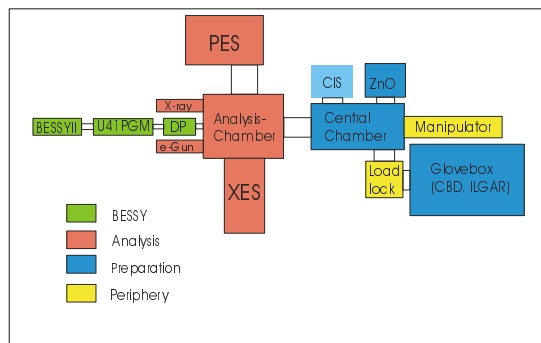 PES
CIS
ZnO
X-ray
BESSYII
U41PGM
DP
Analysis-
Chamber
Central
Chamber
Manipulator
e-Gun
XES
Load
lock
Glovebox
(CBD, ILGAR)
BESSY
Analysis
Preparation
Periphery